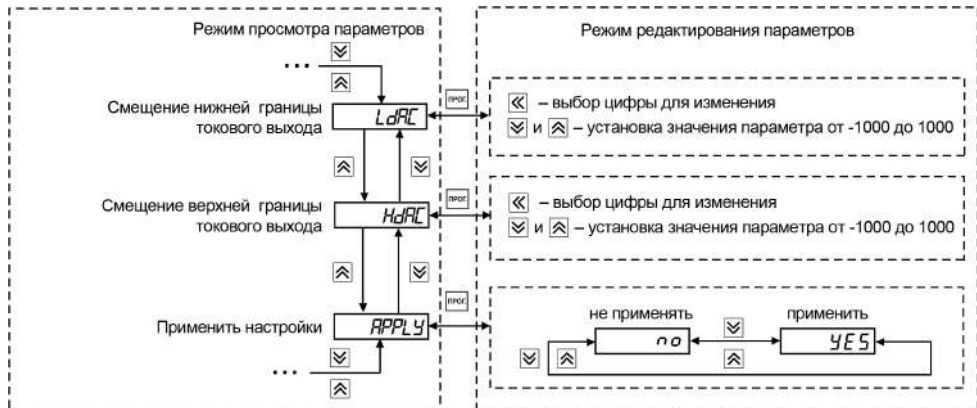 Режим просмотра параметров
...
Смещение нижней границы
токового выхода
LdAC
ПРОГ.
Смещение верхней границы
токового выхода
HdAC
ПРОГ.
Применить настройки
APPLY
ПРОГ.
...
Режим редактирования параметров
– выбор цифры для изменения
и – установка значения параметра от -1000 до 1000
– выбор цифры для изменения
и – установка значения параметра от -1000 до 1000
не применять применить
no YES